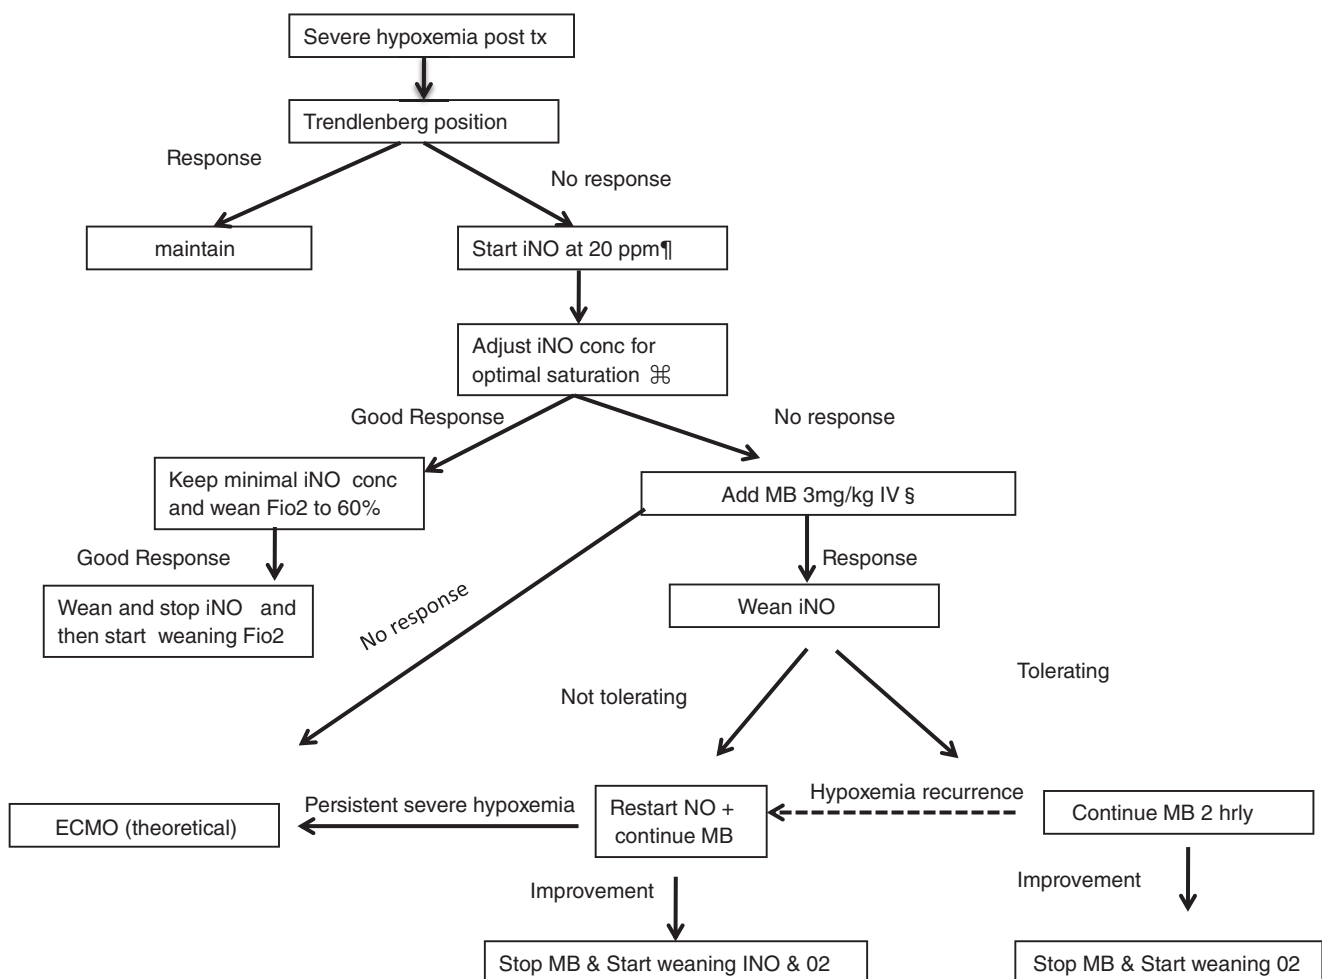 Severe hypoxemia post tx
Trendlenberg position
Response
No response
maintain
Start iNO at 20 ppm¶
Adjust iNO conc for
optimal saturation ⌘
Good Response
No response
Keep minimal iNO conc
and wean Fio2 to 60%
Add MB 3mg/kg IV §
Good Response
Response
Wean and stop iNO and
then start weaning Fio2
Wean iNO
No response
Not tolerating
Tolerating
ECMO (theoretical)
Persistent severe hypoxemia
Restart NO +
continue MB
Hypoxemia recurrence
Continue MB 2 hrly
Improvement
Improvement
Stop MB & Start weaning INO & 02
Stop MB & Start weaning 02